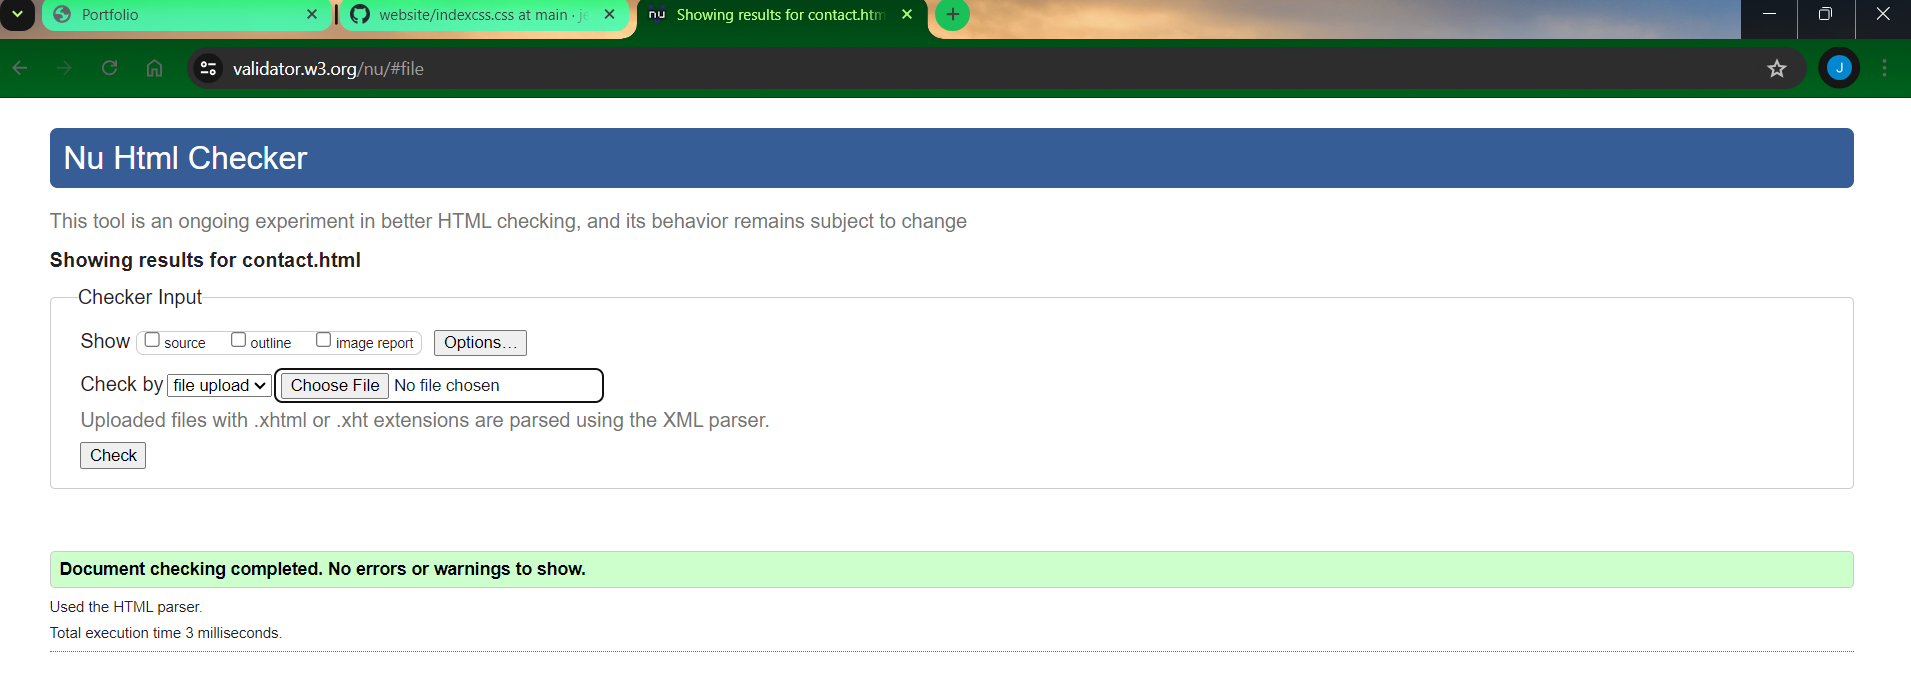 Portfolio
website/indexcss.css at main · je
nu Showing results for contact.htm
validator.w3.org/nu/#file
J
Nu Html Checker
This tool is an ongoing experiment in better HTML checking, and its behavior remains subject to change
Showing results for contact.html
Checker Input
Show source outline image report Options…
Check by file upload Choose File No file chosen
Uploaded files with .xhtml or .xht extensions are parsed using the XML parser.
Check
Document checking completed. No errors or warnings to show.
Used the HTML parser.
Total execution time 3 milliseconds.